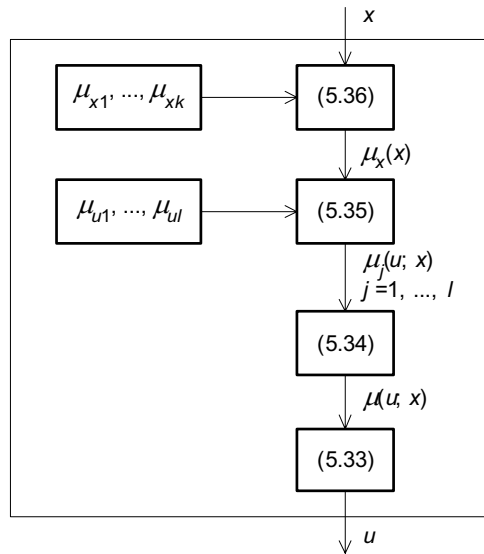 x
μx1, ..., μxk
(5.36)
μx(x)
μu1, ..., μul
(5.35)
μj(u; x)
j =1, ..., l
(5.34)
μ(u; x)
(5.33)
u